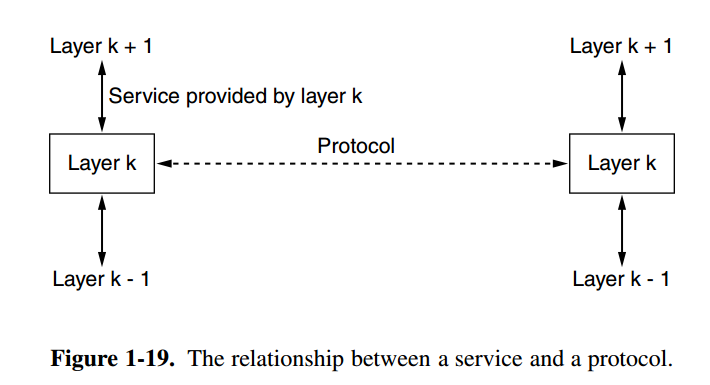 Layer k + 1 Layer k + 1
Service provided by layer k
Protocol
Layer k Layer k
Layer k - 1 Layer k - 1
Figure 1-19. The relationship between a service and a protocol.